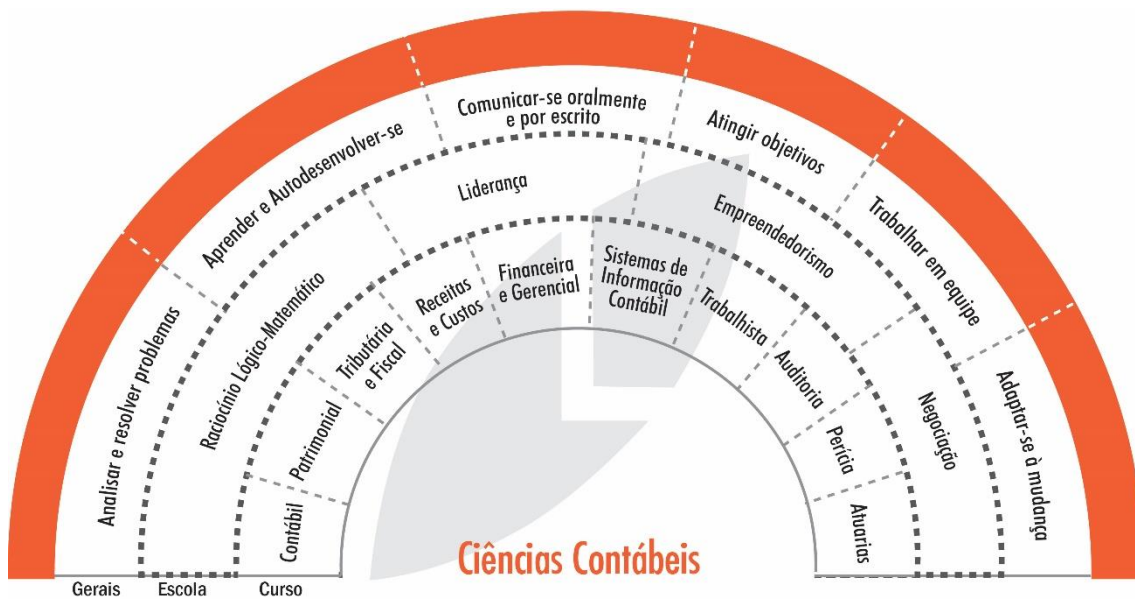 Analisar e resolver problemas
Aprender e Autodesenvolver-se
Comunicar-se oralmente
e por escrito
Atingir objetivos
Trabalhar em equipe
Adaptar-se à mudança
Raciocínio Lógico-Matemático
Liderança
Empreendedorismo
Negociação
Contábil
Patrimonial
Tributária
e Fiscal
Receitas
e Custos
Financeira
e Gerencial
Sistemas de
Informação
Contábil
Trabalhista
Auditoria
Perícia
Atuarias
Ciências Contábeis
Gerais
Escola
Curso